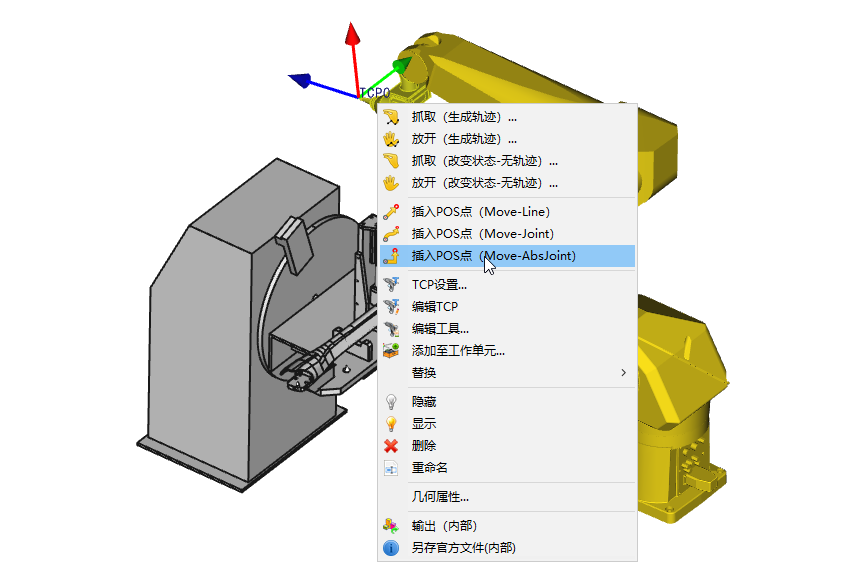 TCP0
抓取（生成轨迹）...
放开（生成轨迹）...
抓取（改变状态-无轨迹）...
放开（改变状态-无轨迹）...
插入POS点（Move-Line）
插入POS点（Move-Joint）
插入POS点（Move-AbsJoint）
TCP设置...
编辑TCP
编辑工具...
添加至工作单元...
替换
隐藏
显示
删除
重命名
几何属性...
输出（内部）
另存官方文件(内部)